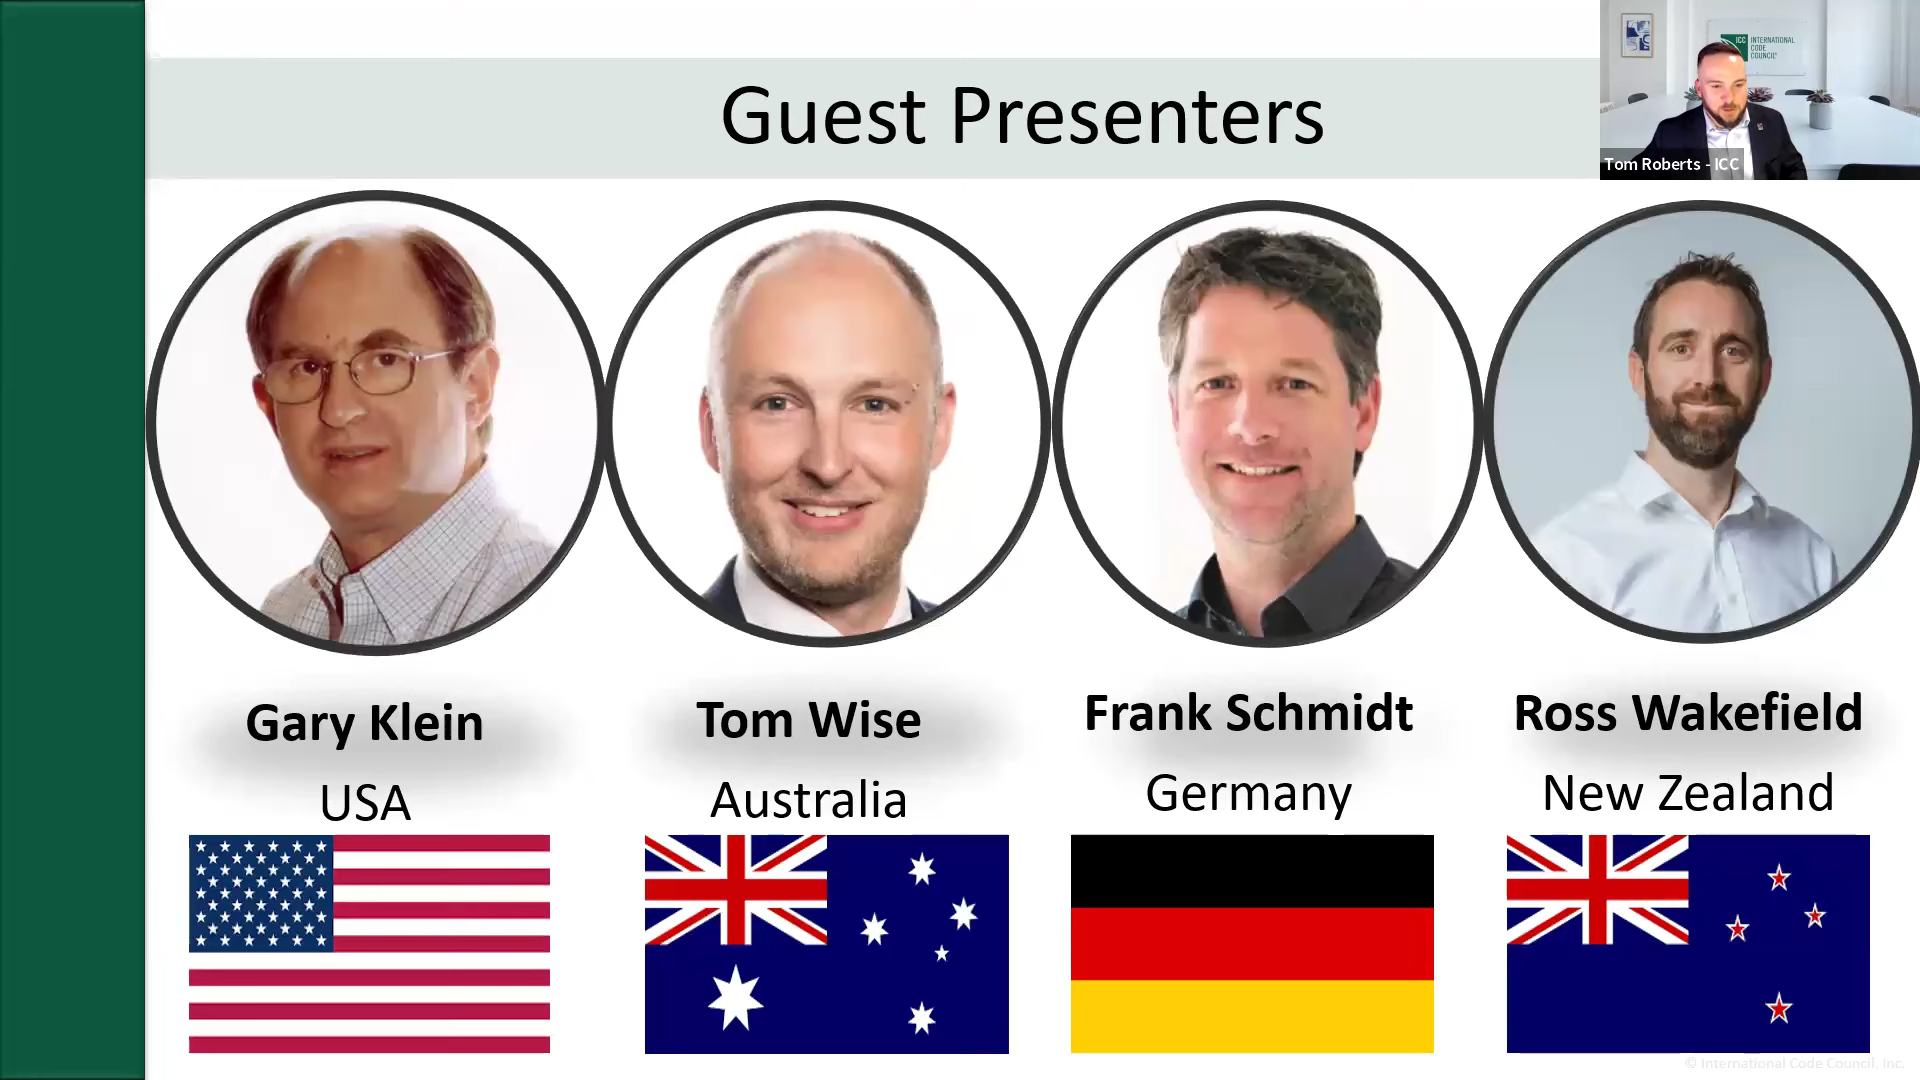 Guest Presenters
ICC INTERNATIONAL
CODE
COUNCIL
Tom Roberts - ICC
Gary Klein
Tom Wise
Frank Schmidt
Ross Wakefield
USA
Australia
Germany
New Zealand
© International Code Council, Inc.